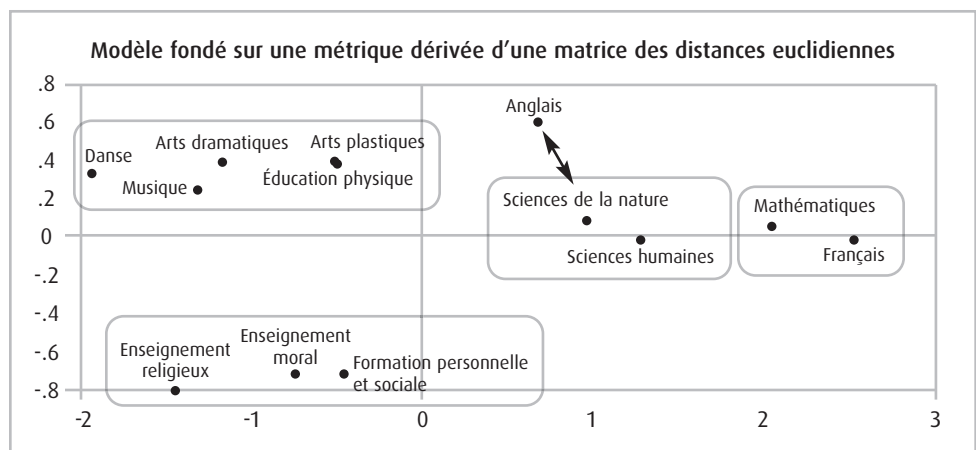 Modèle fondé sur une métrique dérivée d'une matrice des distances euclidiennes
.8
.6
.4
.2
0
-.2
-.4
-.6
-.8
Anglais
Arts dramatiques
Arts plastiques
Danse
Musique
Éducation physique
Sciences de la nature
Mathématiques
Sciences humaines
Français
Enseignement
religieux
Enseignement
moral
Formation personnelle
et sociale
-2
-1
0
1
2
3